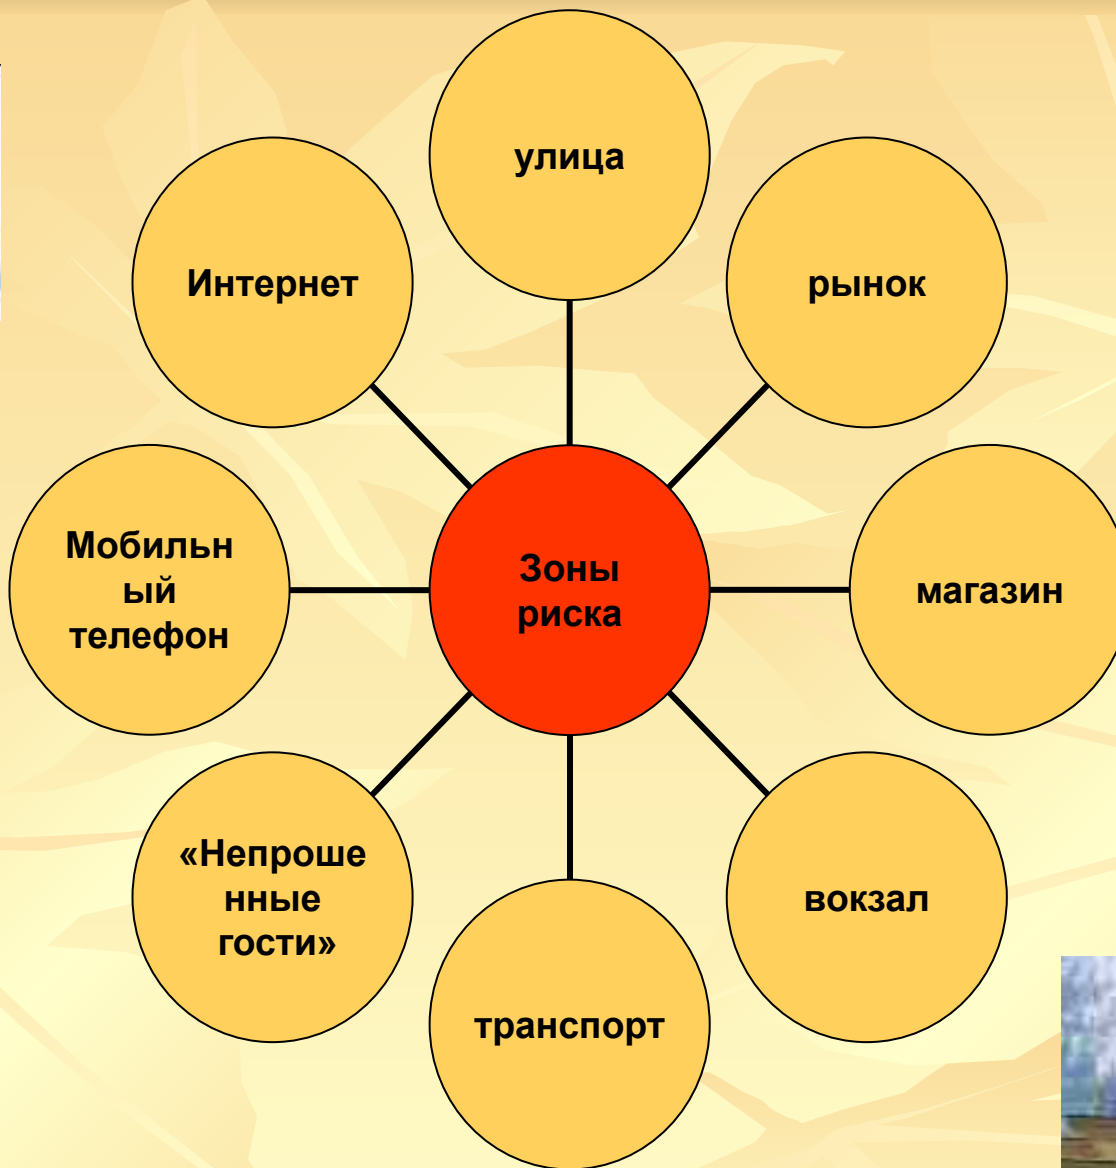 улица
Интернет
рынок
Мобильн
ый
телефон
Зоны
риска
магазин
«Непроше
нные
гости»
вокзал
транспорт